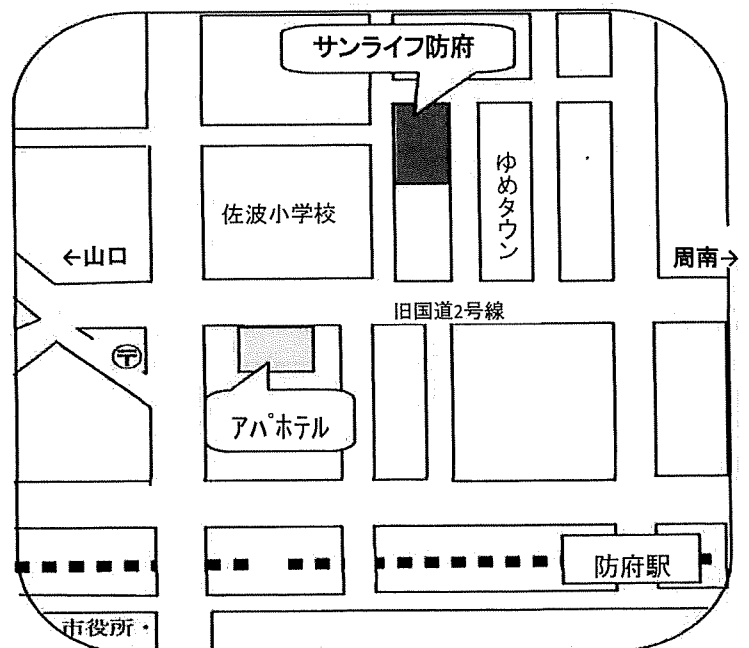 サンライフ防府
佐波小学校
ゆめタウン
←山口
周南→
旧国道2号線
〒
アパホテル
防府駅
市役所・